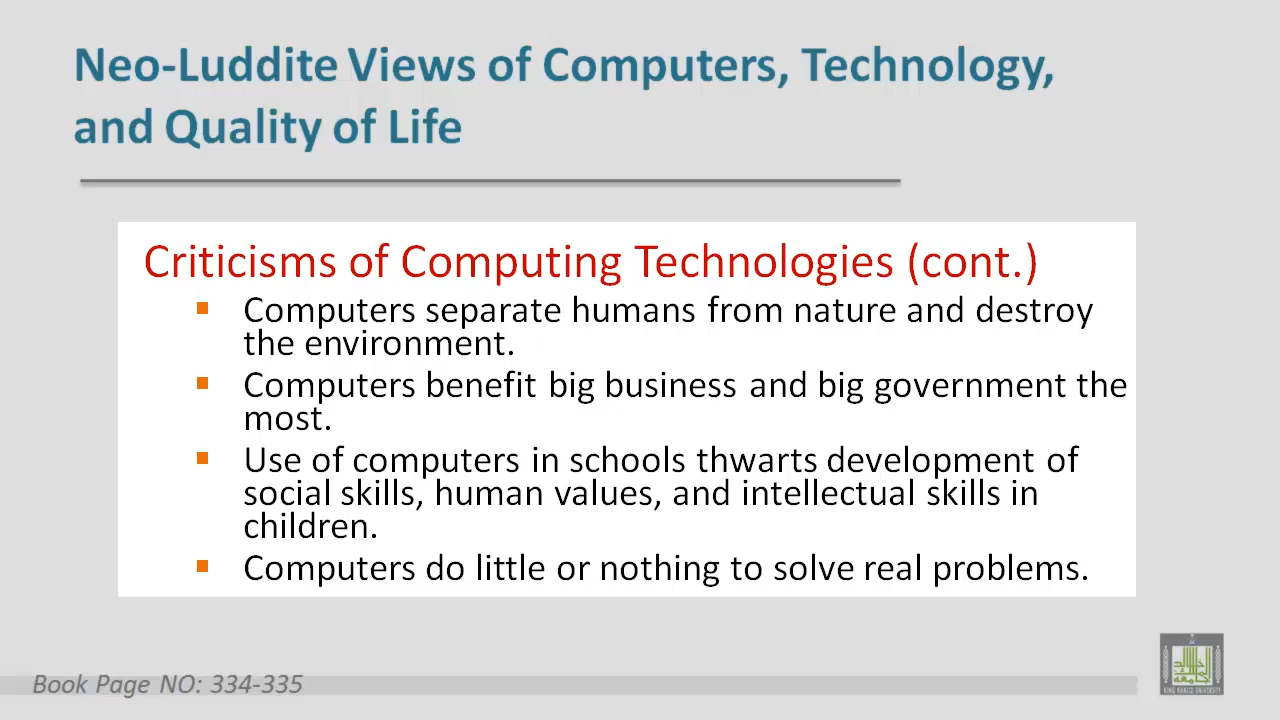 Neo-Luddite Views of Computers, Technology,
and Quality of Life
Criticisms of Computing Technologies (cont.)
Computers separate humans from nature and destroy
the environment.
Computers benefit big business and big government the
most.
Use of computers in schools thwarts development of
social skills, human values, and intellectual skills in
children.
Computers do little or nothing to solve real problems.
Book Page NO: 334-335
KING KHALID UNIVERSITY